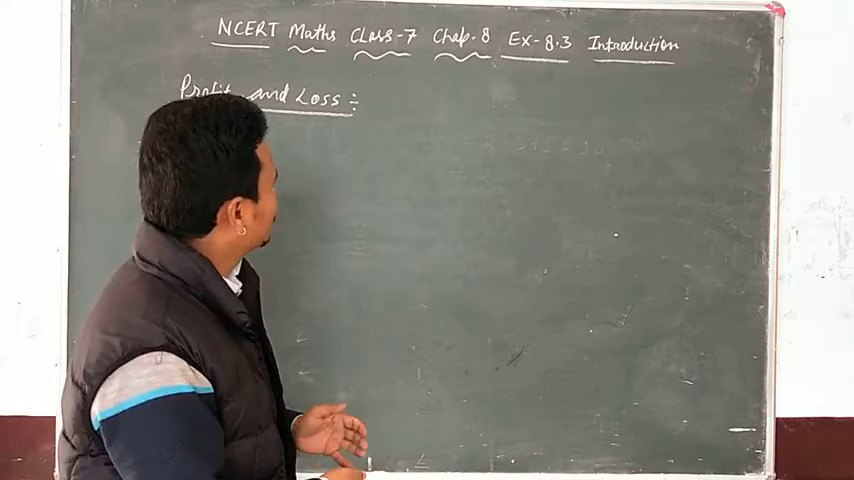 NCERT Maths Class-7 Chap.8 Ex-8.3 Introduction
Profit and Loss :